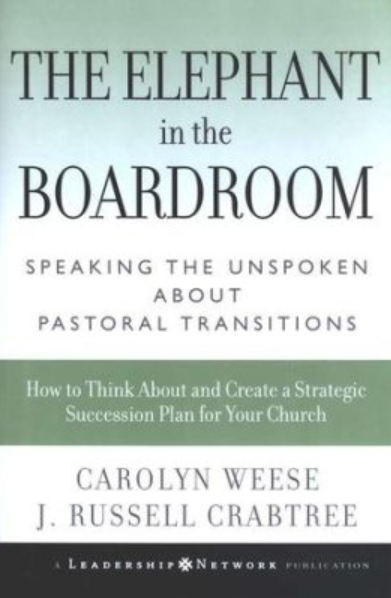 THE ELEPHANT
in the
BOARDROOM
SPEAKING THE UNSPOKEN
ABOUT
PASTORAL TRANSITIONS
How to Think About and Create a Strategic
Succession Plan for Your Church
CAROLYN WEESE
J. RUSSELL CRABTREE
A LEADERSHIP NETWORK PUBLICATION